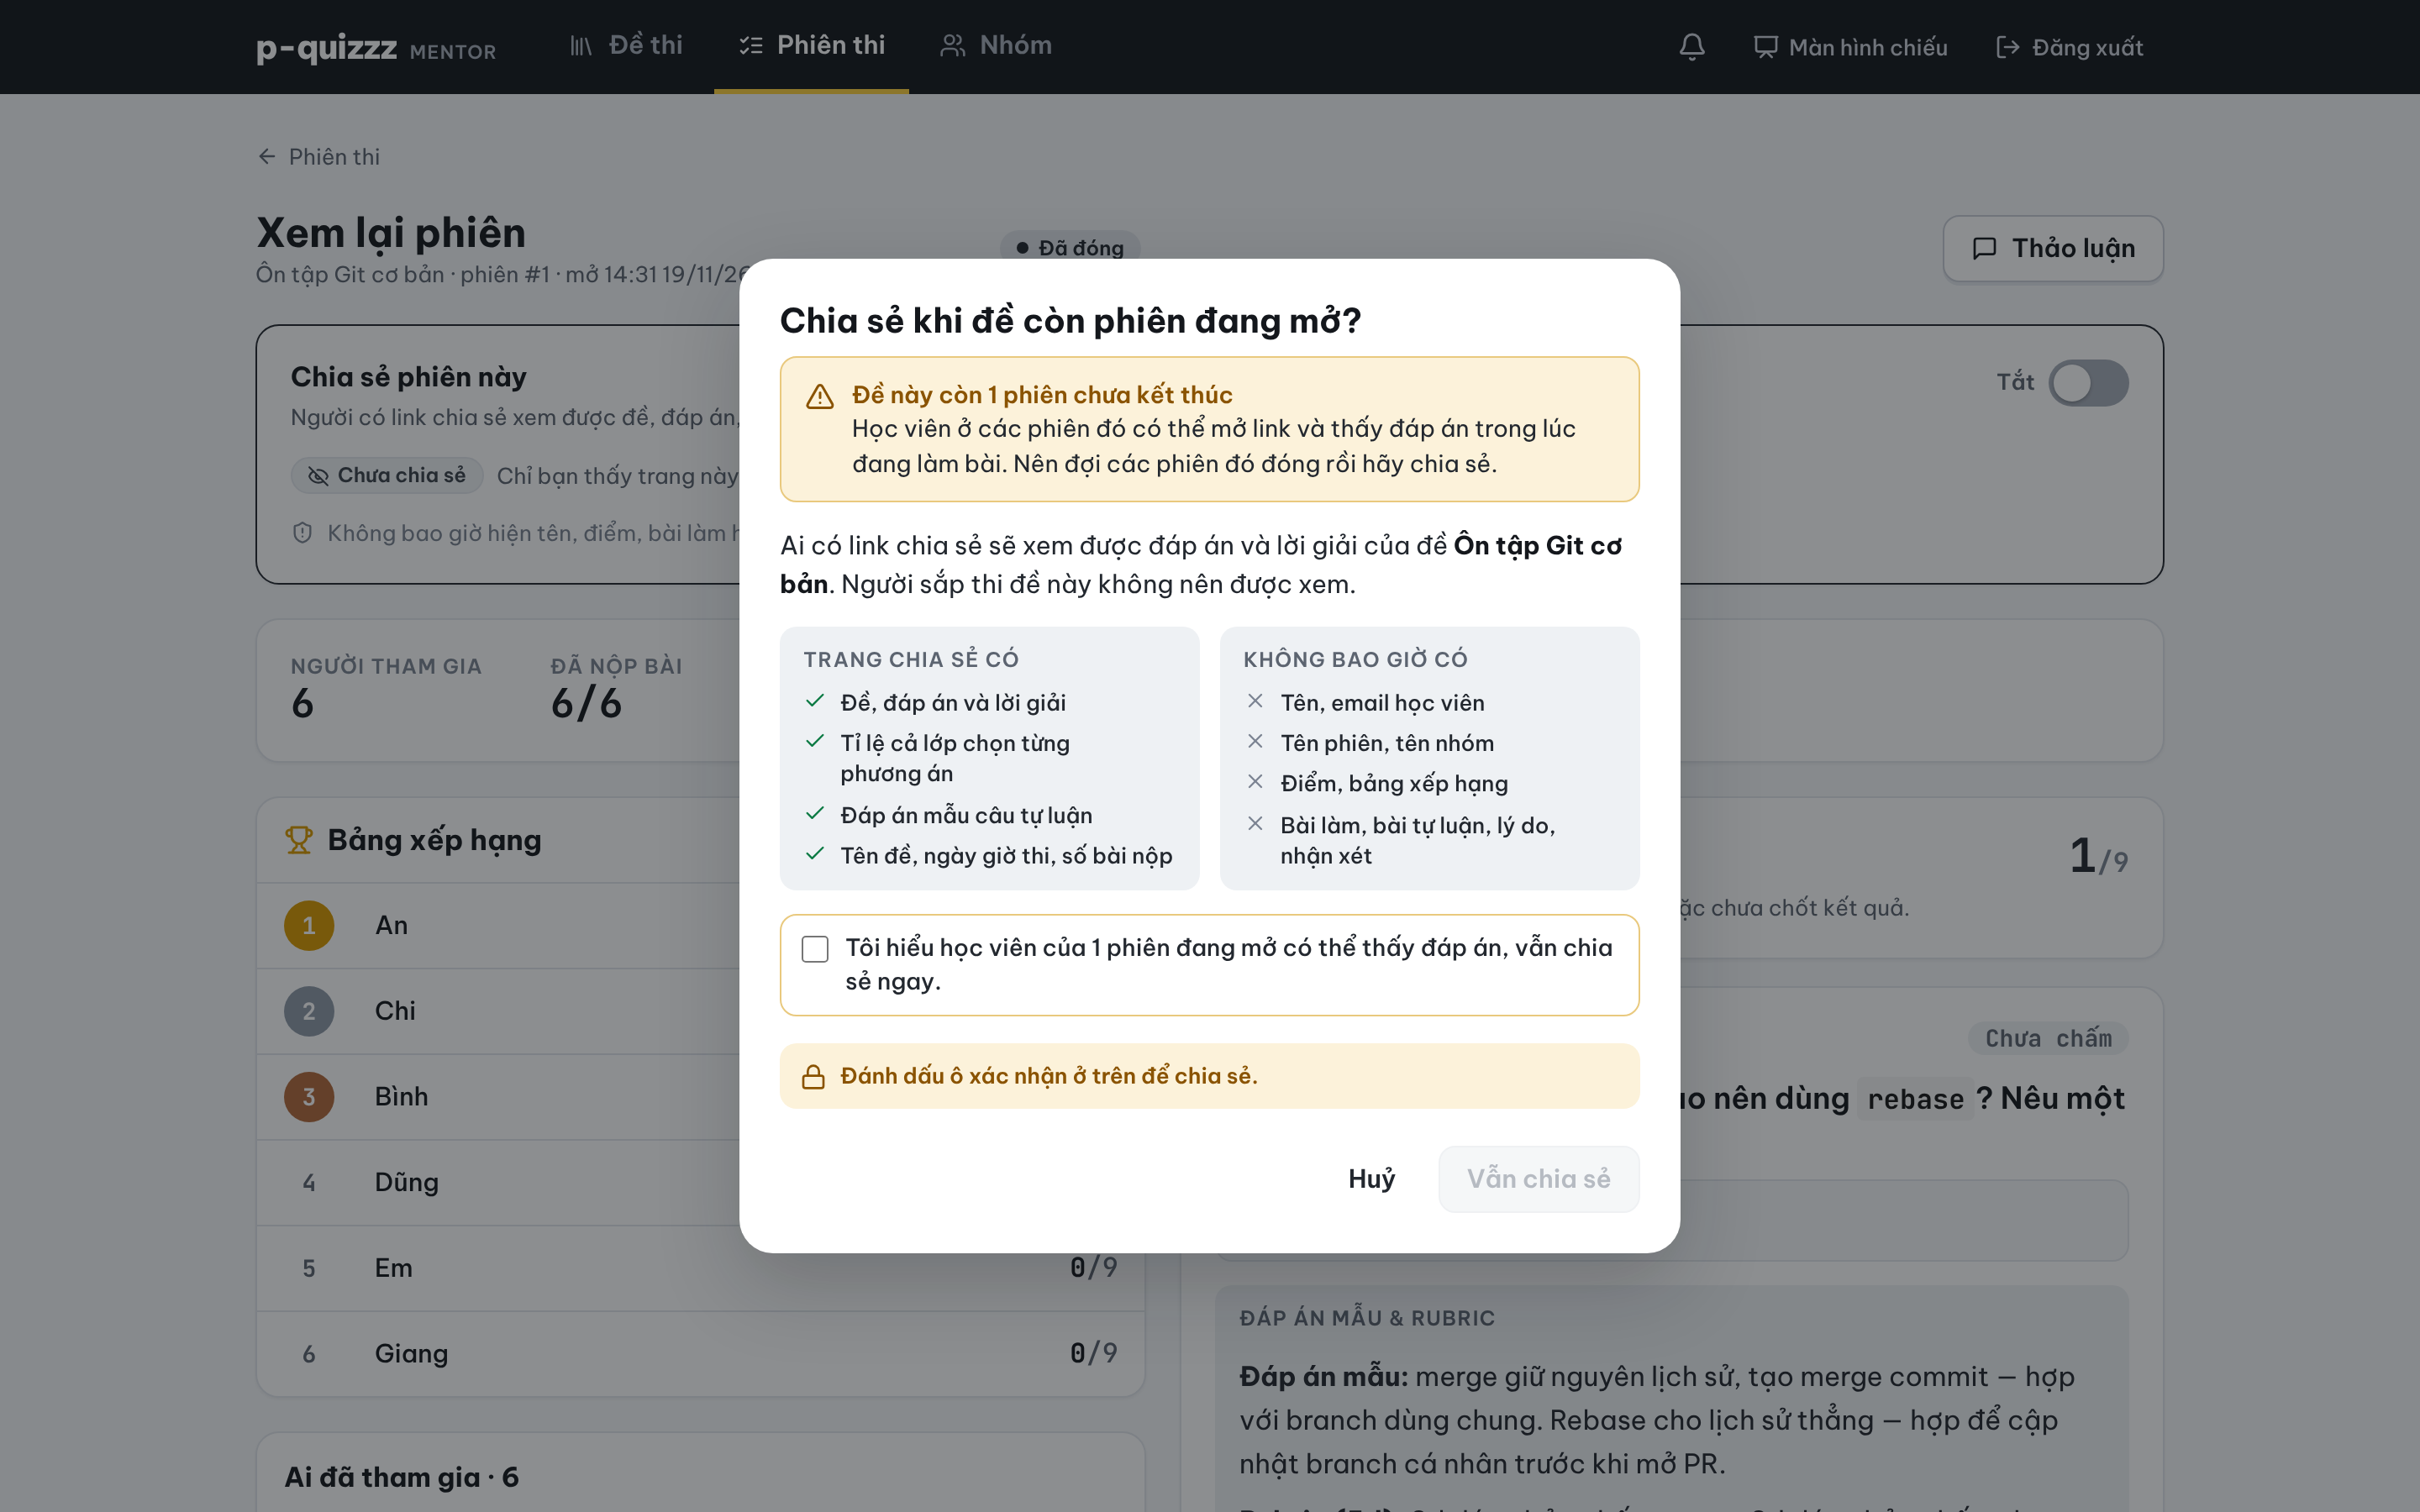 p-quizzz MENTOR
Đề thi
Phiên thi
Nhóm
Màn hình chiếu
Đăng xuất
Phiên thi
Xem lại phiên
Ôn tập Git cơ bản · phiên #1 · mở 14:31 19/11/26
Đã đóng
Thảo luận
Chia sẻ phiên này
Tắt
Người có link chia sẻ xem được đề, đáp án,
Chưa chia sẻ
Chỉ bạn thấy trang này
Không bao giờ hiện tên, điểm, bài làm
NGƯỜI THAM GIA
6
ĐÃ NỘP BÀI
6/6
Bảng xếp hạng
1 An
2 Chi
3 Bình
4 Dũng
5 Em 0/9
6 Giang 0/9
Ai đã tham gia · 6
Chia sẻ khi đề còn phiên đang mở?
Đề này còn 1 phiên chưa kết thúc
Học viên ở các phiên đó có thể mở link và thấy đáp án trong lúc
đang làm bài. Nên đợi các phiên đó đóng rồi hãy chia sẻ.
Ai có link chia sẻ sẽ xem được đáp án và lời giải của đề Ôn tập Git cơ
bản. Người sắp thi đề này không nên được xem.
TRANG CHIA SẺ CÓ
Đề, đáp án và lời giải
Tỉ lệ cả lớp chọn từng
phương án
Đáp án mẫu câu tự luận
Tên đề, ngày giờ thi, số bài nộp
KHÔNG BAO GIỜ CÓ
Tên, email học viên
Tên phiên, tên nhóm
Điểm, bảng xếp hạng
Bài làm, bài tự luận, lý do,
nhận xét
Tôi hiểu học viên của 1 phiên đang mở có thể thấy đáp án, vẫn chia
sẻ ngay.
Đánh dấu ô xác nhận ở trên để chia sẻ.
Huỷ
Vẫn chia sẻ
1/9
chưa chốt kết quả.
Chưa chấm
nên dùng rebase? Nêu một
ĐÁP ÁN MẪU & RUBRIC
Đáp án mẫu: merge giữ nguyên lịch sử, tạo merge commit — hợp
với branch dùng chung. Rebase cho lịch sử thẳng — hợp để cập
nhật branch cá nhân trước khi mở PR.